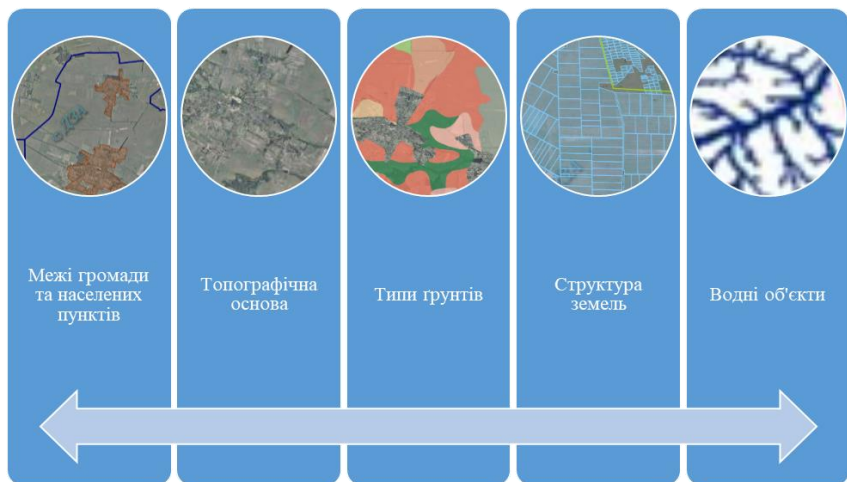 Межі громади
та населених
пунктів
Топографічна
основа
Типи ґрунтів
Структура
земель
Водні об'єкти